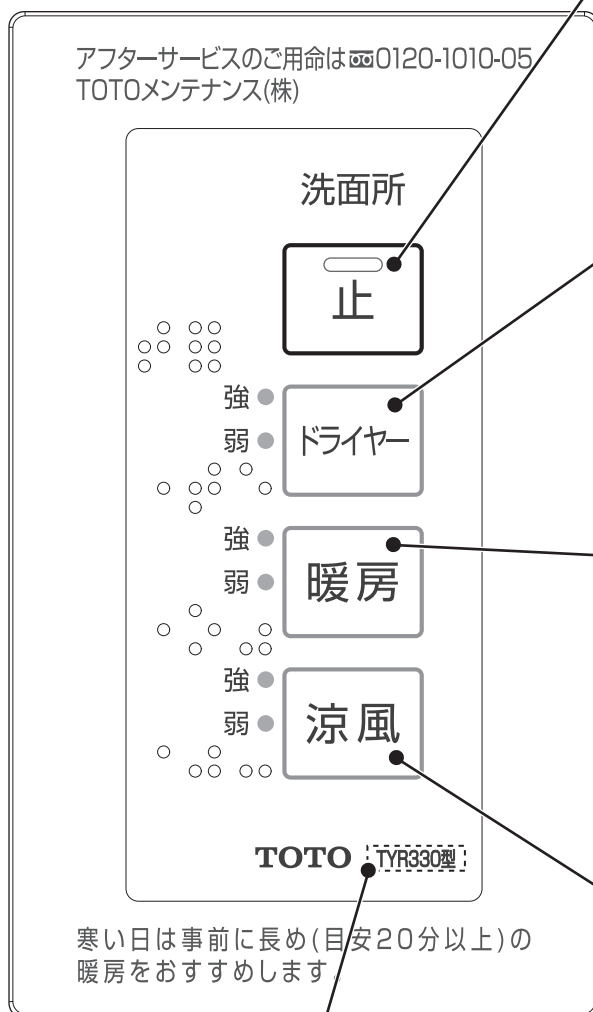 アフターサービスのご用命は0120-1010-05
TOTOメンテナンス(株)
洗面所
止
強
弱
ドライヤー
強
弱
暖房
強
弱
涼風
TOTO TYR330型
寒い日は事前に長め(目安20分以上)の
暖房をおすすめします。